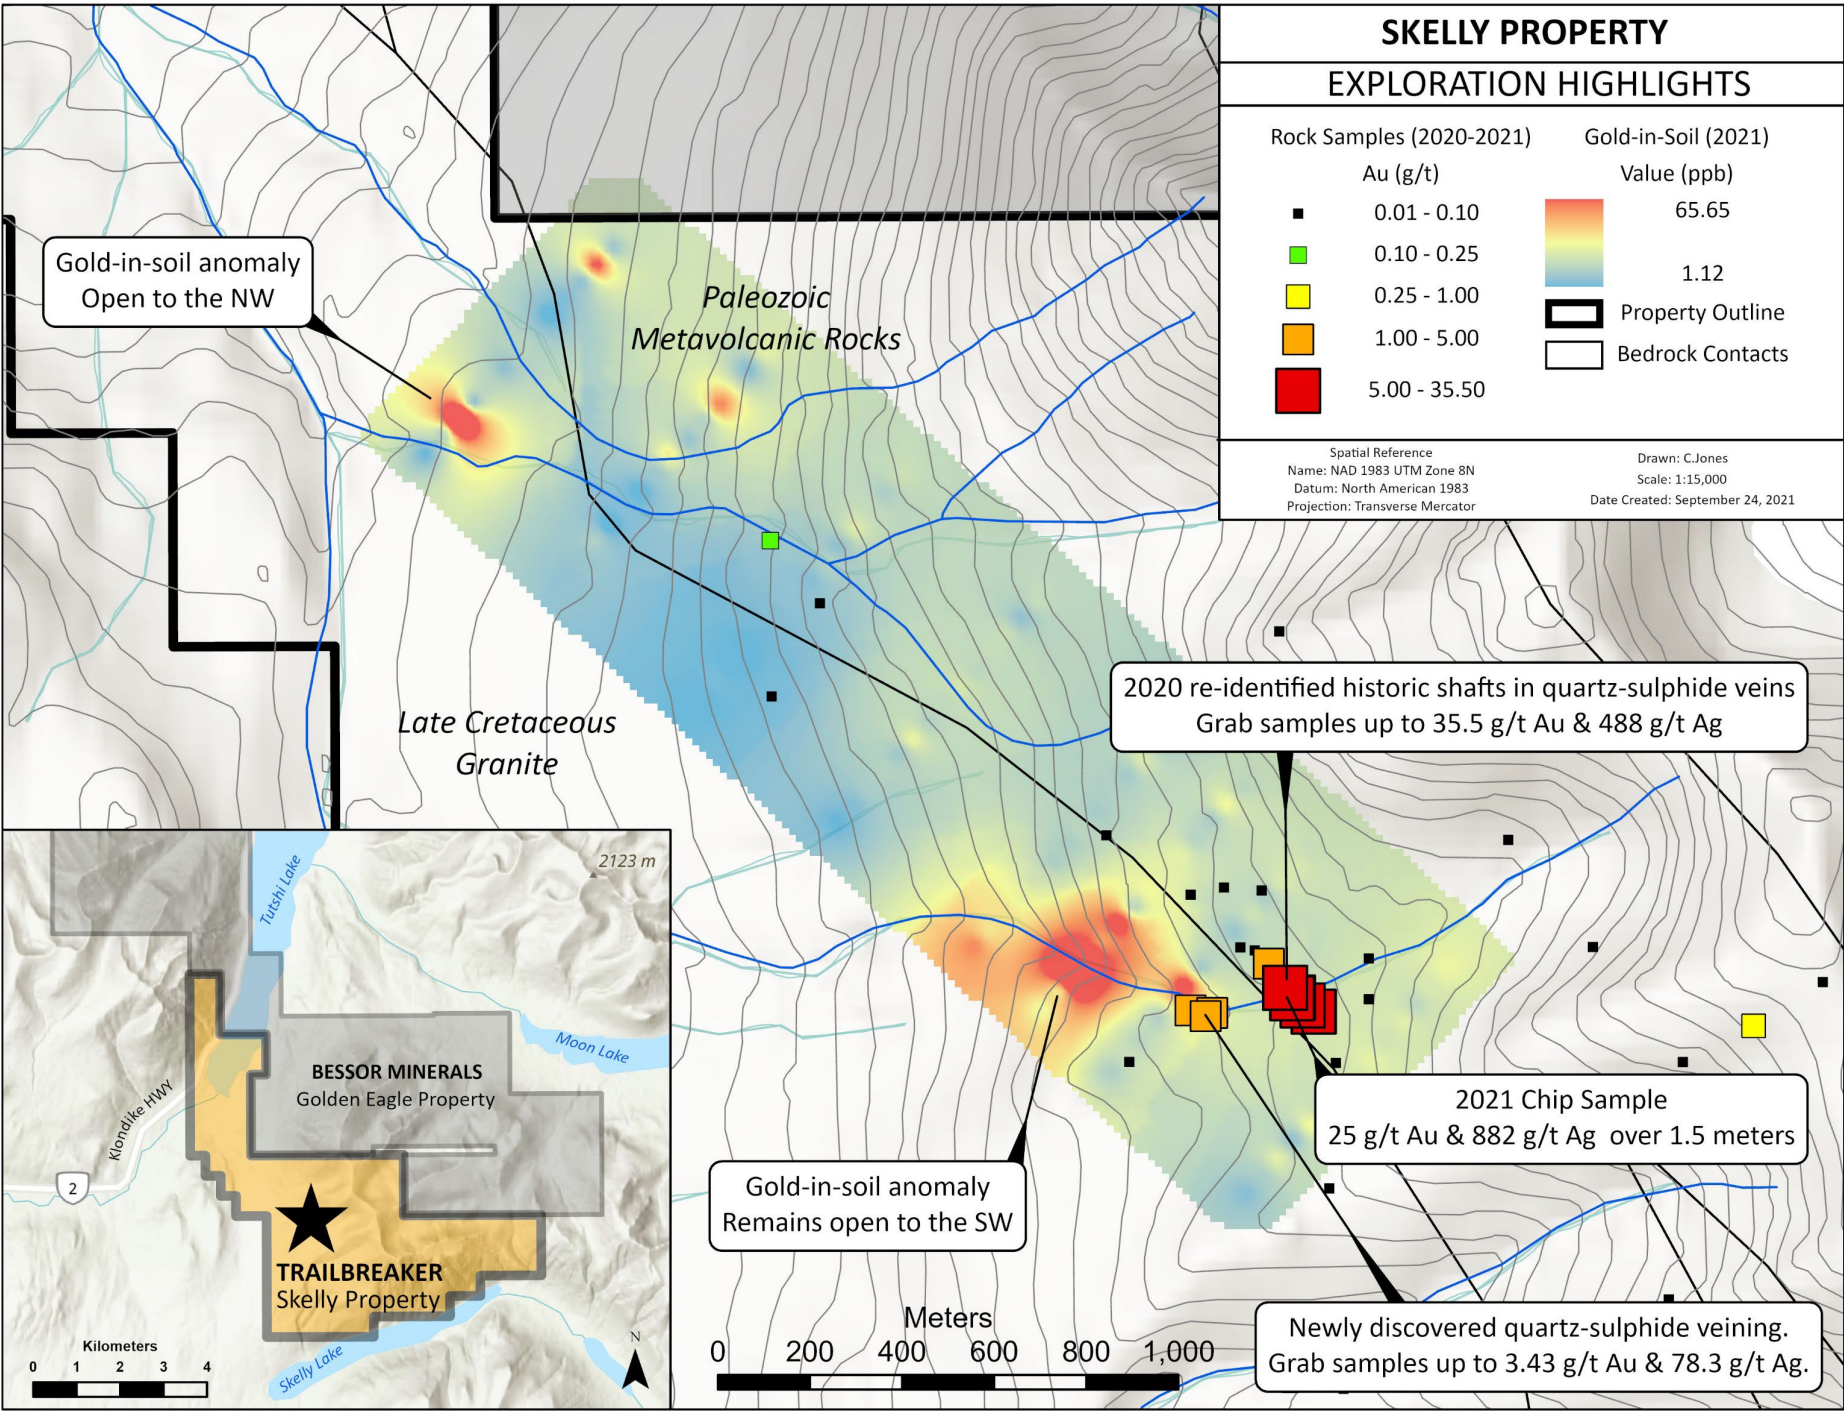 SKELLY PROPERTY
EXPLORATION HIGHLIGHTS
Rock Samples (2020-2021)
Au (g/t)
0.01 - 0.10
0.10 - 0.25
0.25 - 1.00
1.00 - 5.00
5.00 - 35.50
Gold-in-Soil (2021)
Value (ppb)
65.65
1.12
Property Outline
Bedrock Contacts
Spatial Reference
Name: NAD 1983 UTM Zone 8N
Datum: North American 1983
Projection: Transverse Mercator
Drawn: C.Jones
Scale: 1:15,000
Date Created: September 24, 2021
Gold-in-soil anomaly
Open to the NW
Paleozoic
Metavolcanic Rocks
Late Cretaceous
Granite
2020 re-identified historic shafts in quartz-sulphide veins
Grab samples up to 35.5 g/t Au & 488 g/t Ag
2021 Chip Sample
25 g/t Au & 882 g/t Ag over 1.5 meters
Gold-in-soil anomaly
Remains open to the SW
Newly discovered quartz-sulphide veining.
Grab samples up to 3.43 g/t Au & 78.3 g/t Ag.
Meters
0 200 400 600 800 1,000
2123 m
Tutshi Lake
Moon Lake
BESSOR MINERALS
Golden Eagle Property
Klondike HWY
2
TRAILBREAKER
Skelly Property
Skelly Lake
Kilometers
0 1 2 3 4
N